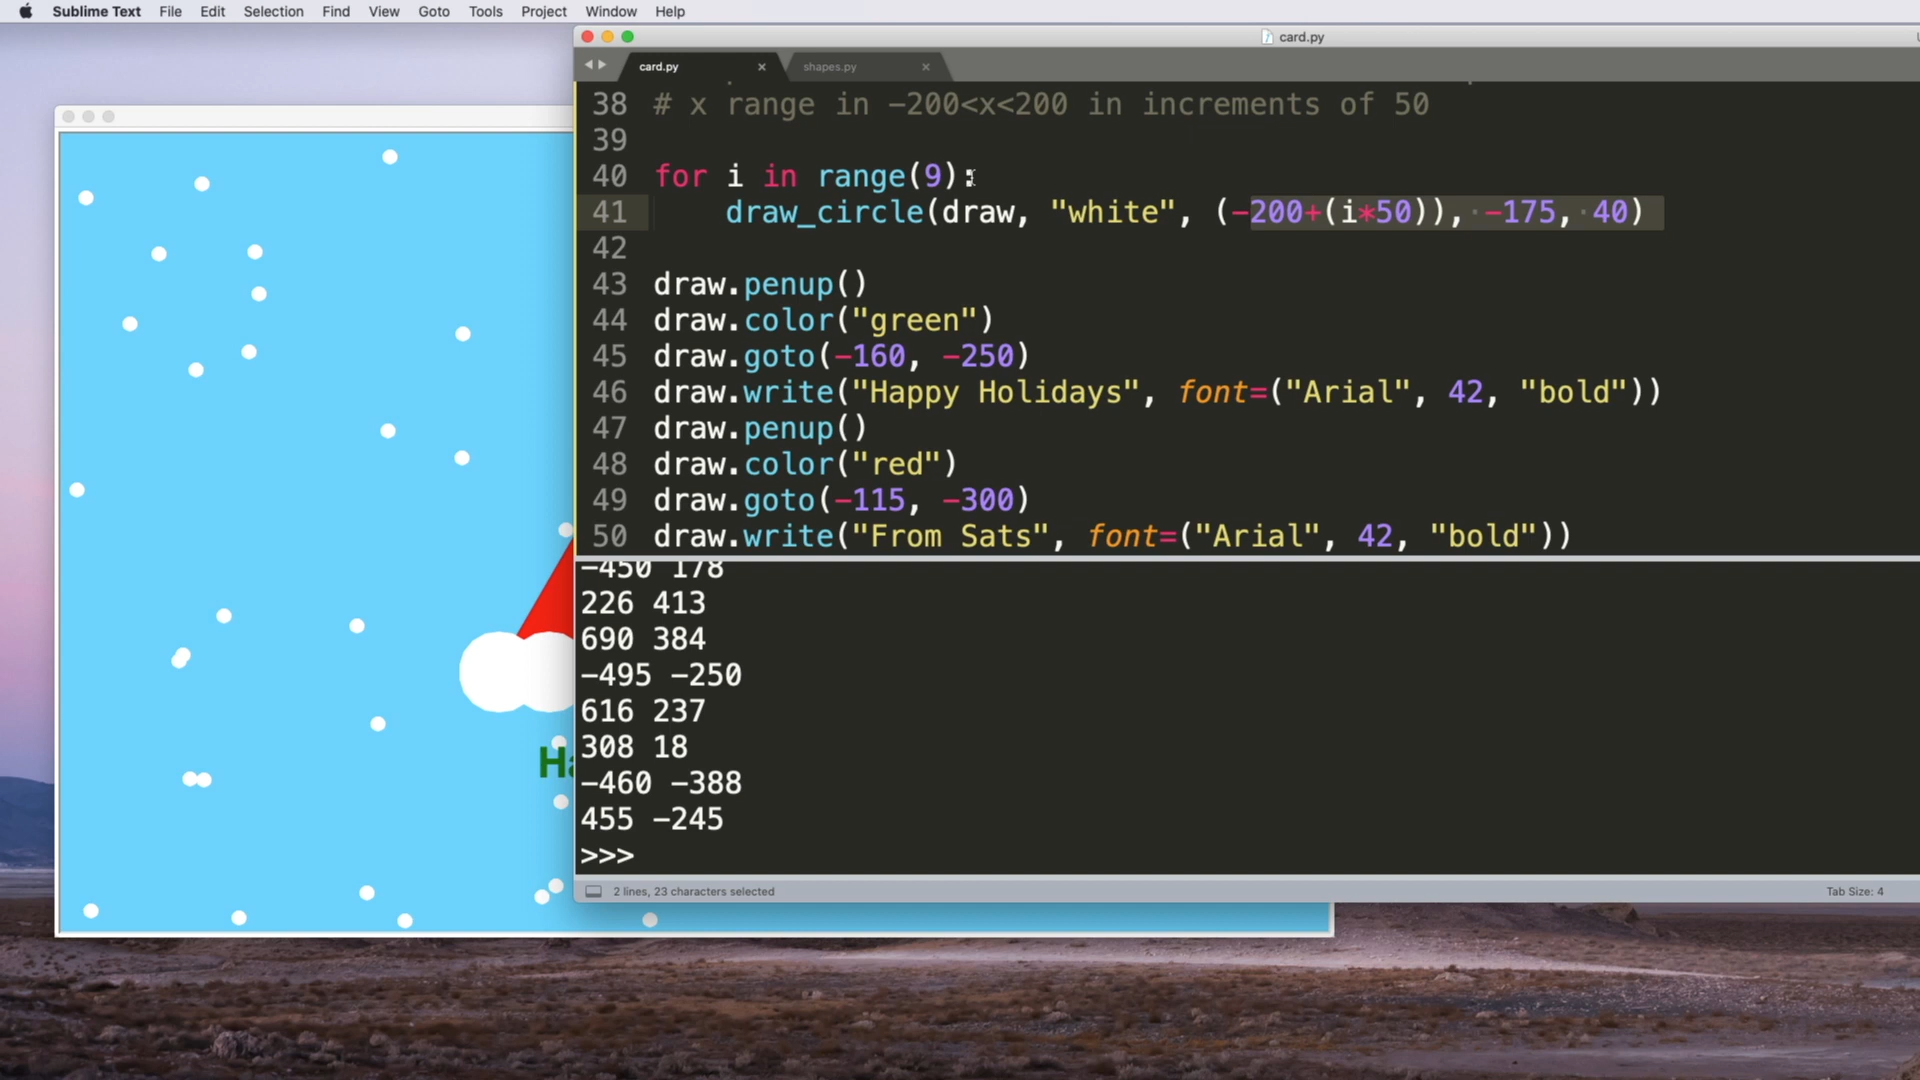 Sublime Text File Edit Selection Find View Goto Tools Project Window Help
card.py
card.py × shapes.py ×
38 # x range in -200<x<200 in increments of 50
39
40 for i in range(9):
41 draw_circle(draw, "white", (-200+(i*50)), -175, 40)
42
43 draw.penup()
44 draw.color("green")
45 draw.goto(-160, -250)
46 draw.write("Happy Holidays", font=("Arial", 42, "bold"))
47 draw.penup()
48 draw.color("red")
49 draw.goto(-115, -300)
50 draw.write("From Sats", font=("Arial", 42, "bold"))
-450 178
226 413
690 384
-495 -250
616 237
308 18
-460 -388
455 -245
>>>
2 lines, 23 characters selected
Tab Size: 4